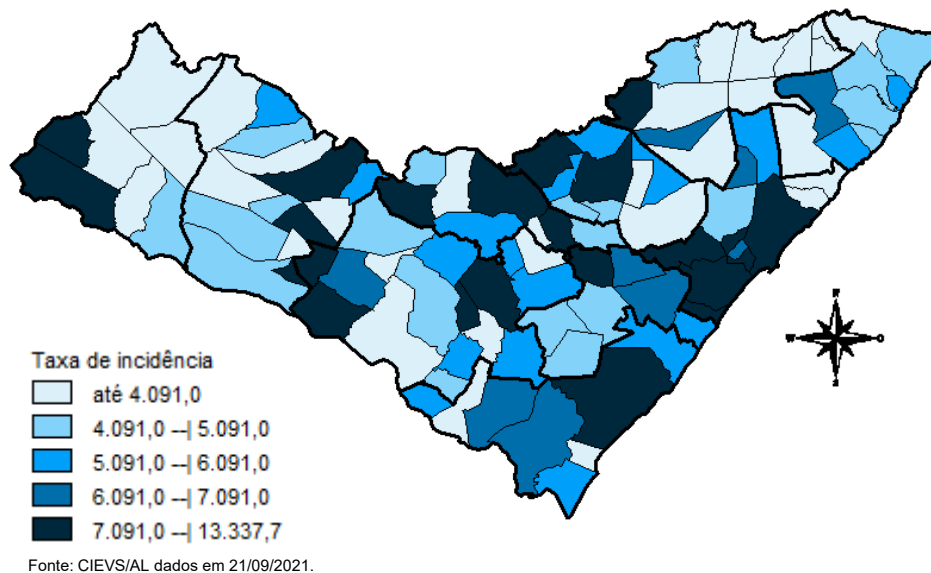 Taxa de incidência
até 4.091,0
4.091,0 --| 5.091,0
5.091,0 --| 6.091,0
6.091,0 --| 7.091,0
7.091,0 --| 13.337,7
Fonte: CIEVS/AL dados em 21/09/2021.